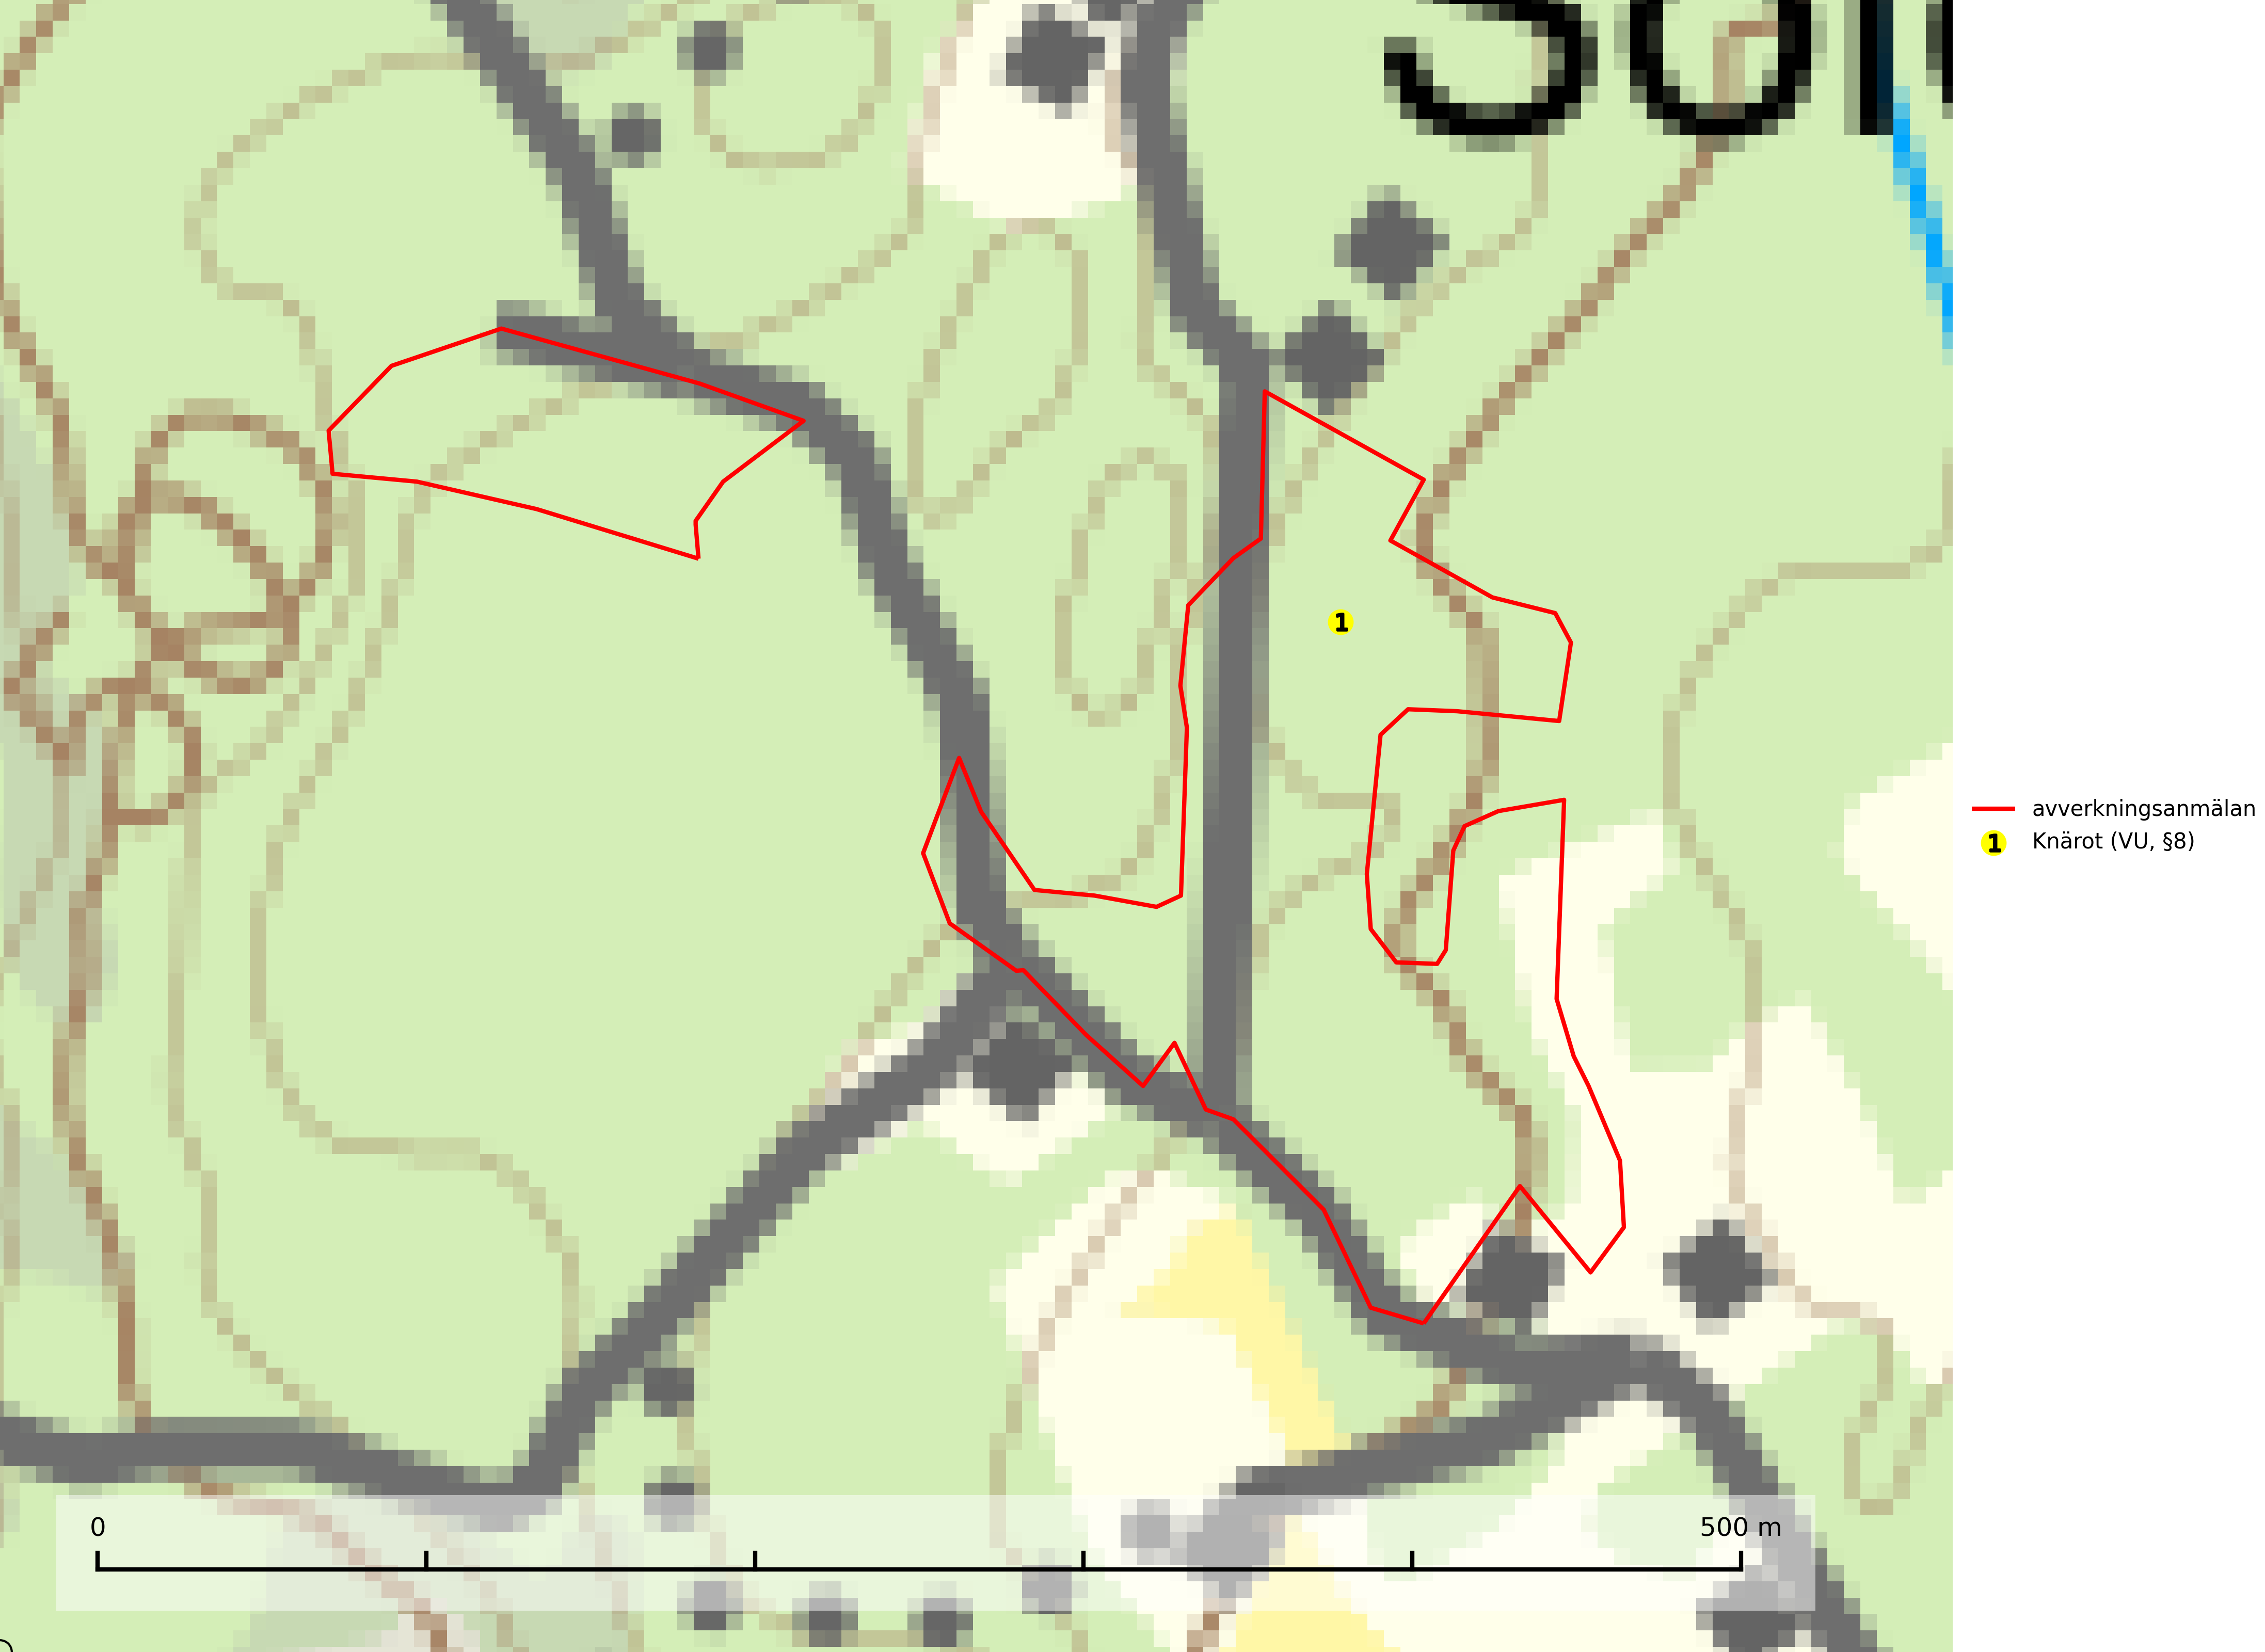 1
avverkningsanmälan
1 Knärot (VU, §8)
0 500 m